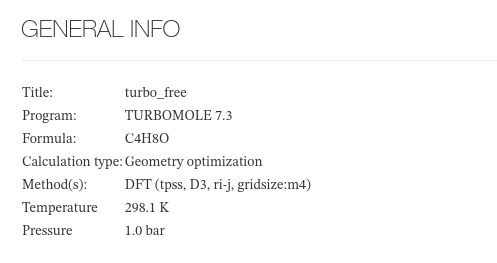 GENERAL INFO
Title: turbo_free
Program: TURBOMOLE 7.3
Formula: C4H8O
Calculation type: Geometry optimization
Method(s): DFT (tpss, D3, ri-j, gridsize:m4)
Temperature 298.1 K
Pressure 1.0 bar